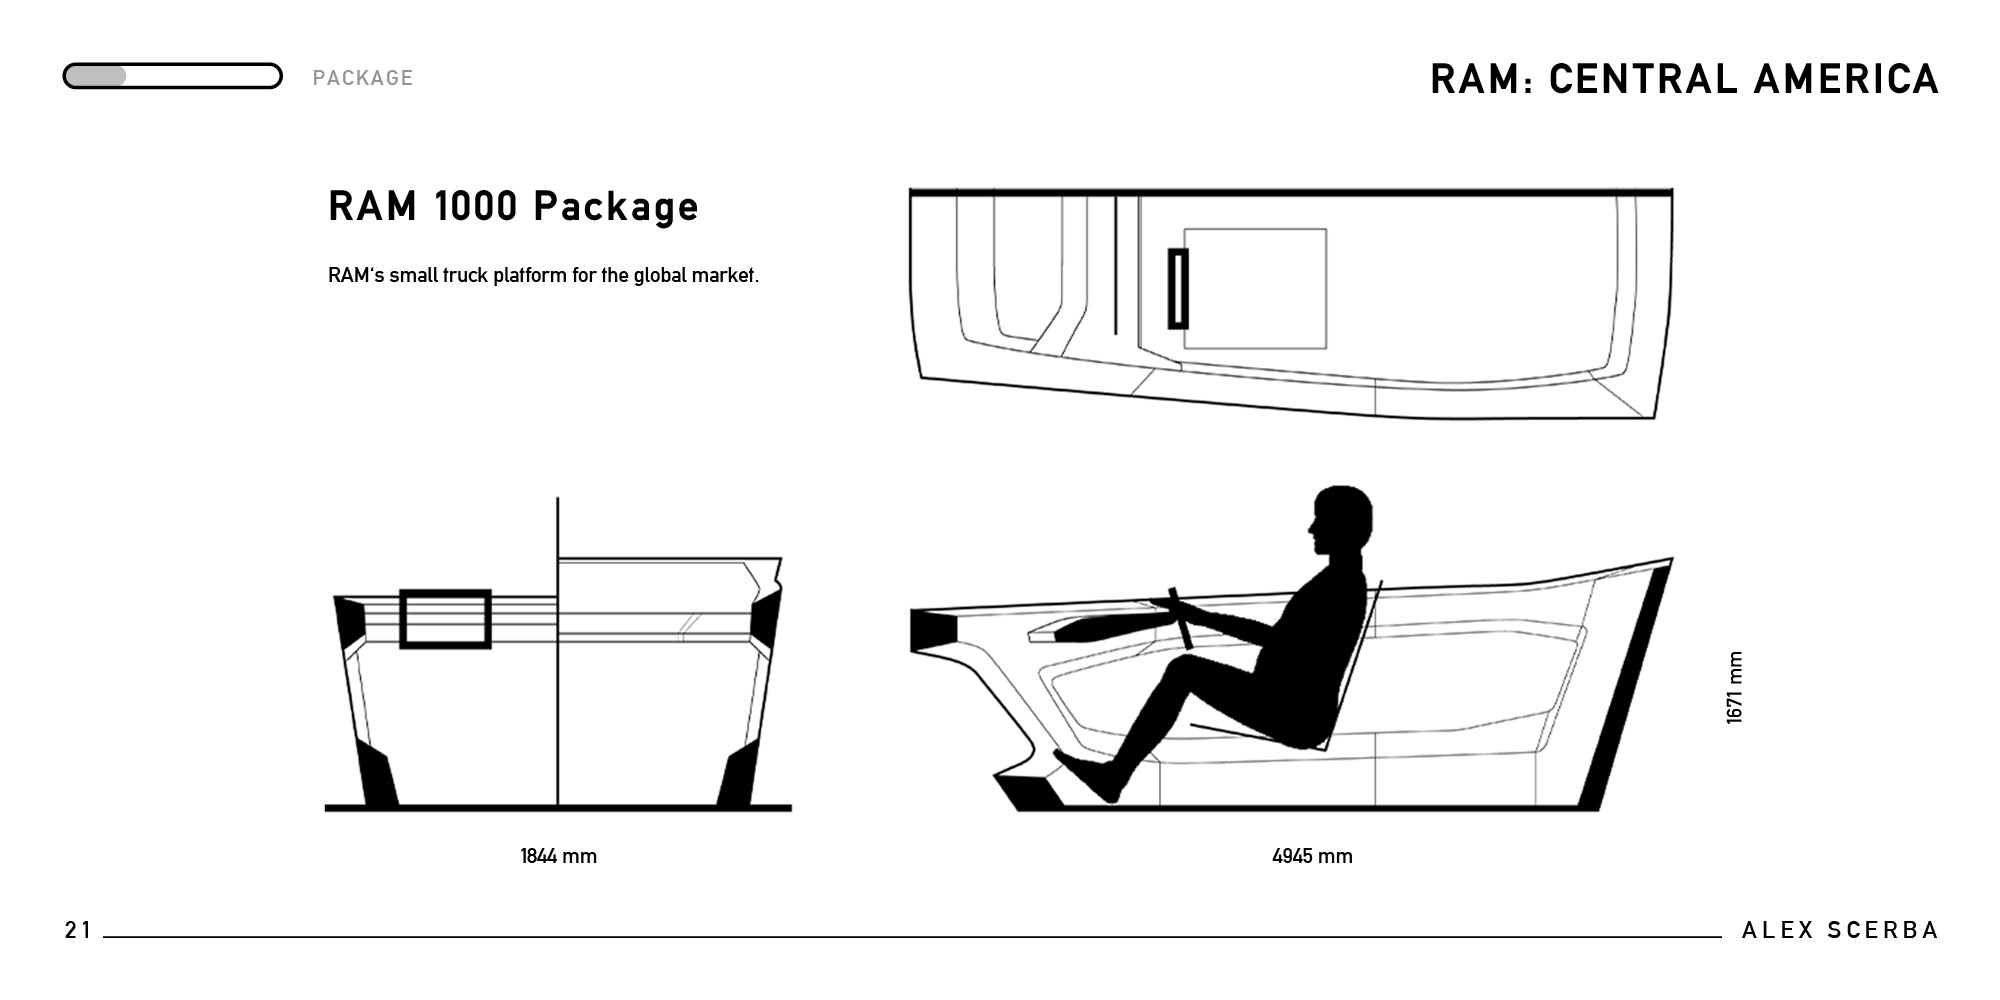 PACKAGE
RAM: CENTRAL AMERICA
RAM 1000 Package
RAM's small truck platform for the global market.
1671 mm
1844 mm
4945 mm
21
ALEX SCERBA